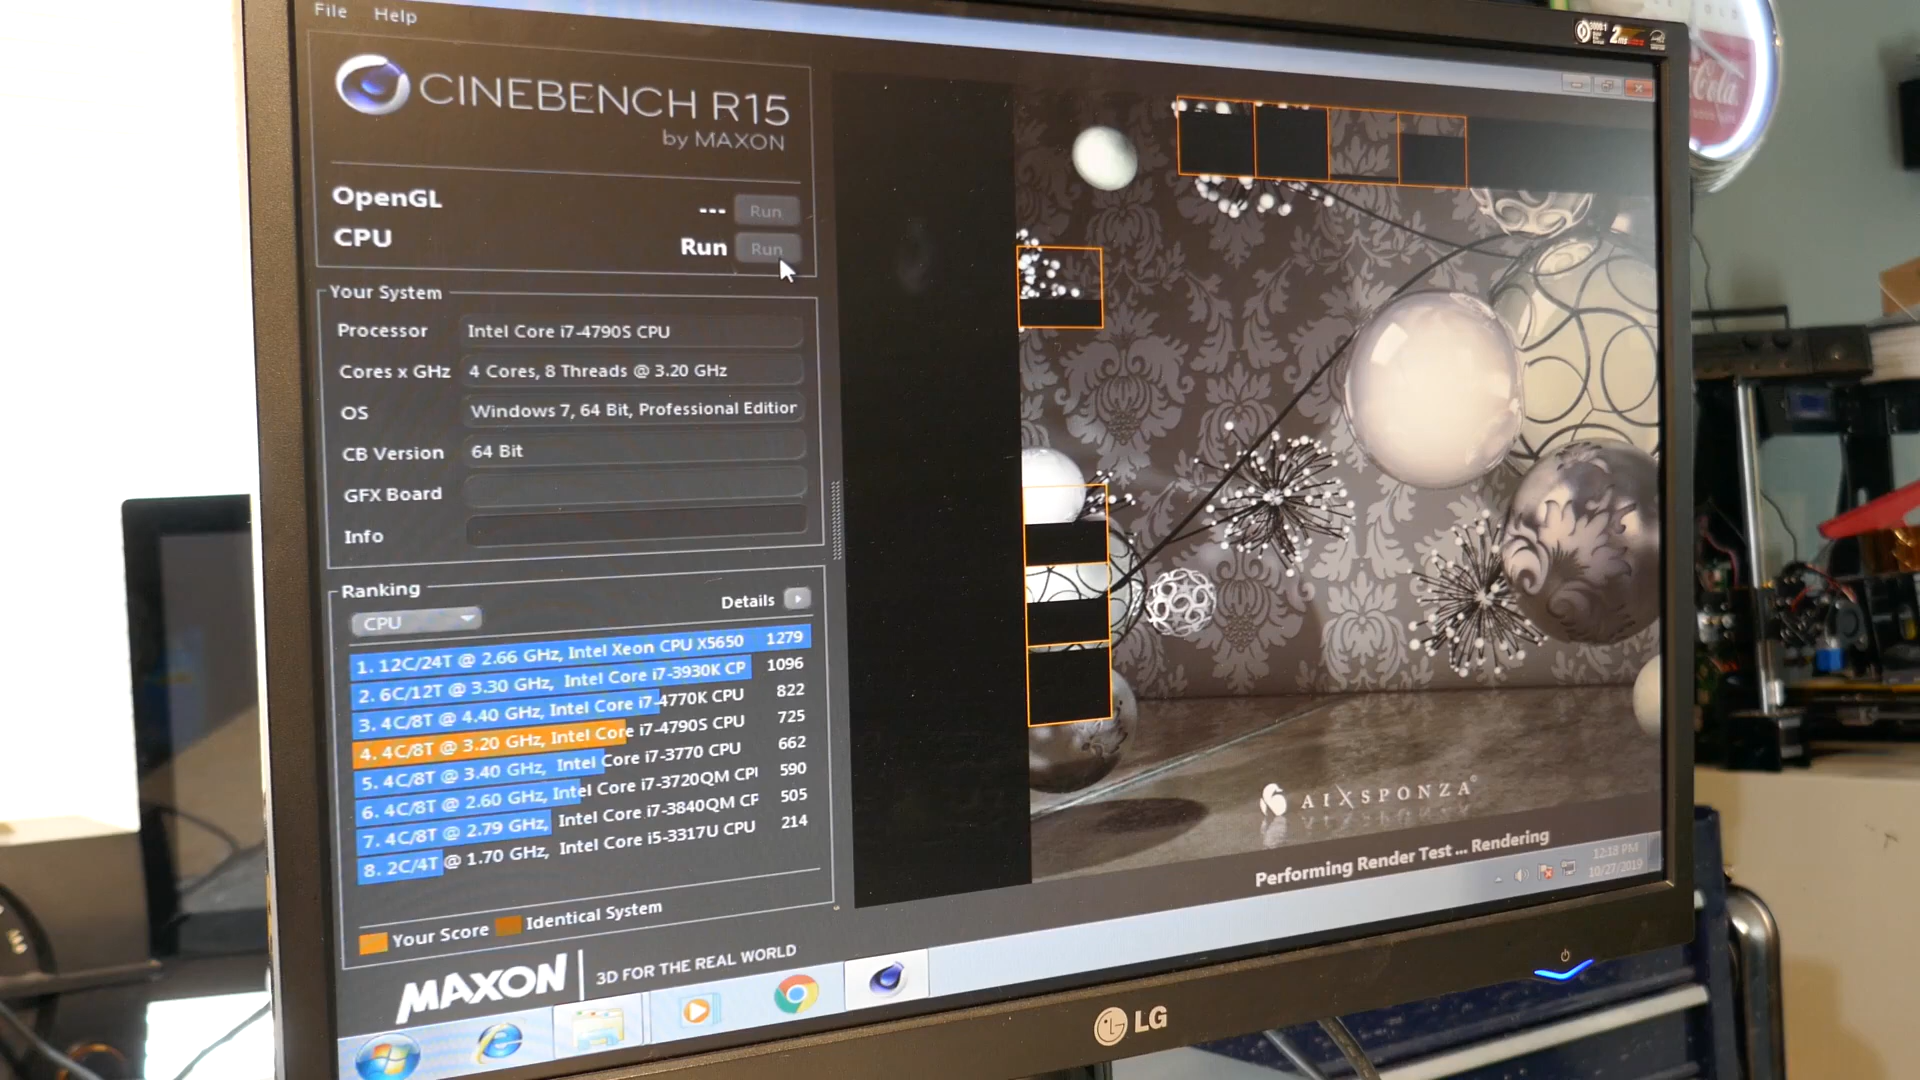 File Help
CINEBENCH R15
by MAXON
OpenGL --- Run
CPU Run Run
Your System
Processor Intel Core i7-4790S CPU
Cores x GHz 4 Cores, 8 Threads @ 3.20 GHz
OS Windows 7, 64 Bit, Professional Edition
CB Version 64 Bit
GFX Board
Info
Ranking
Details
CPU
1. 12C/24T @ 2.66 GHz, Intel Xeon CPU X5650 1279
2. 6C/12T @ 3.30 GHz, Intel Core i7-3930K CP 1096
3. 4C/8T @ 4.40 GHz, Intel Core i7-4770K CPU 822
4. 4C/8T @ 3.20 GHz, Intel Core i7-4790S CPU 725
5. 4C/8T @ 3.40 GHz, Intel Core i7-3770 CPU 662
6. 4C/8T @ 2.60 GHz, Intel Core i7-3720QM CPI 590
7. 4C/8T @ 2.79 GHz, Intel Core i7-3840QM CP 505
8. 2C/4T @ 1.70 GHz, Intel Core i5-3317U CPU 214
Your Score Identical System
MAXON 3D FOR THE REAL WORLD
AIXSPONZA
Performing Render Test ... Rendering
12:18 PM
10/27/2019
LG
Cola